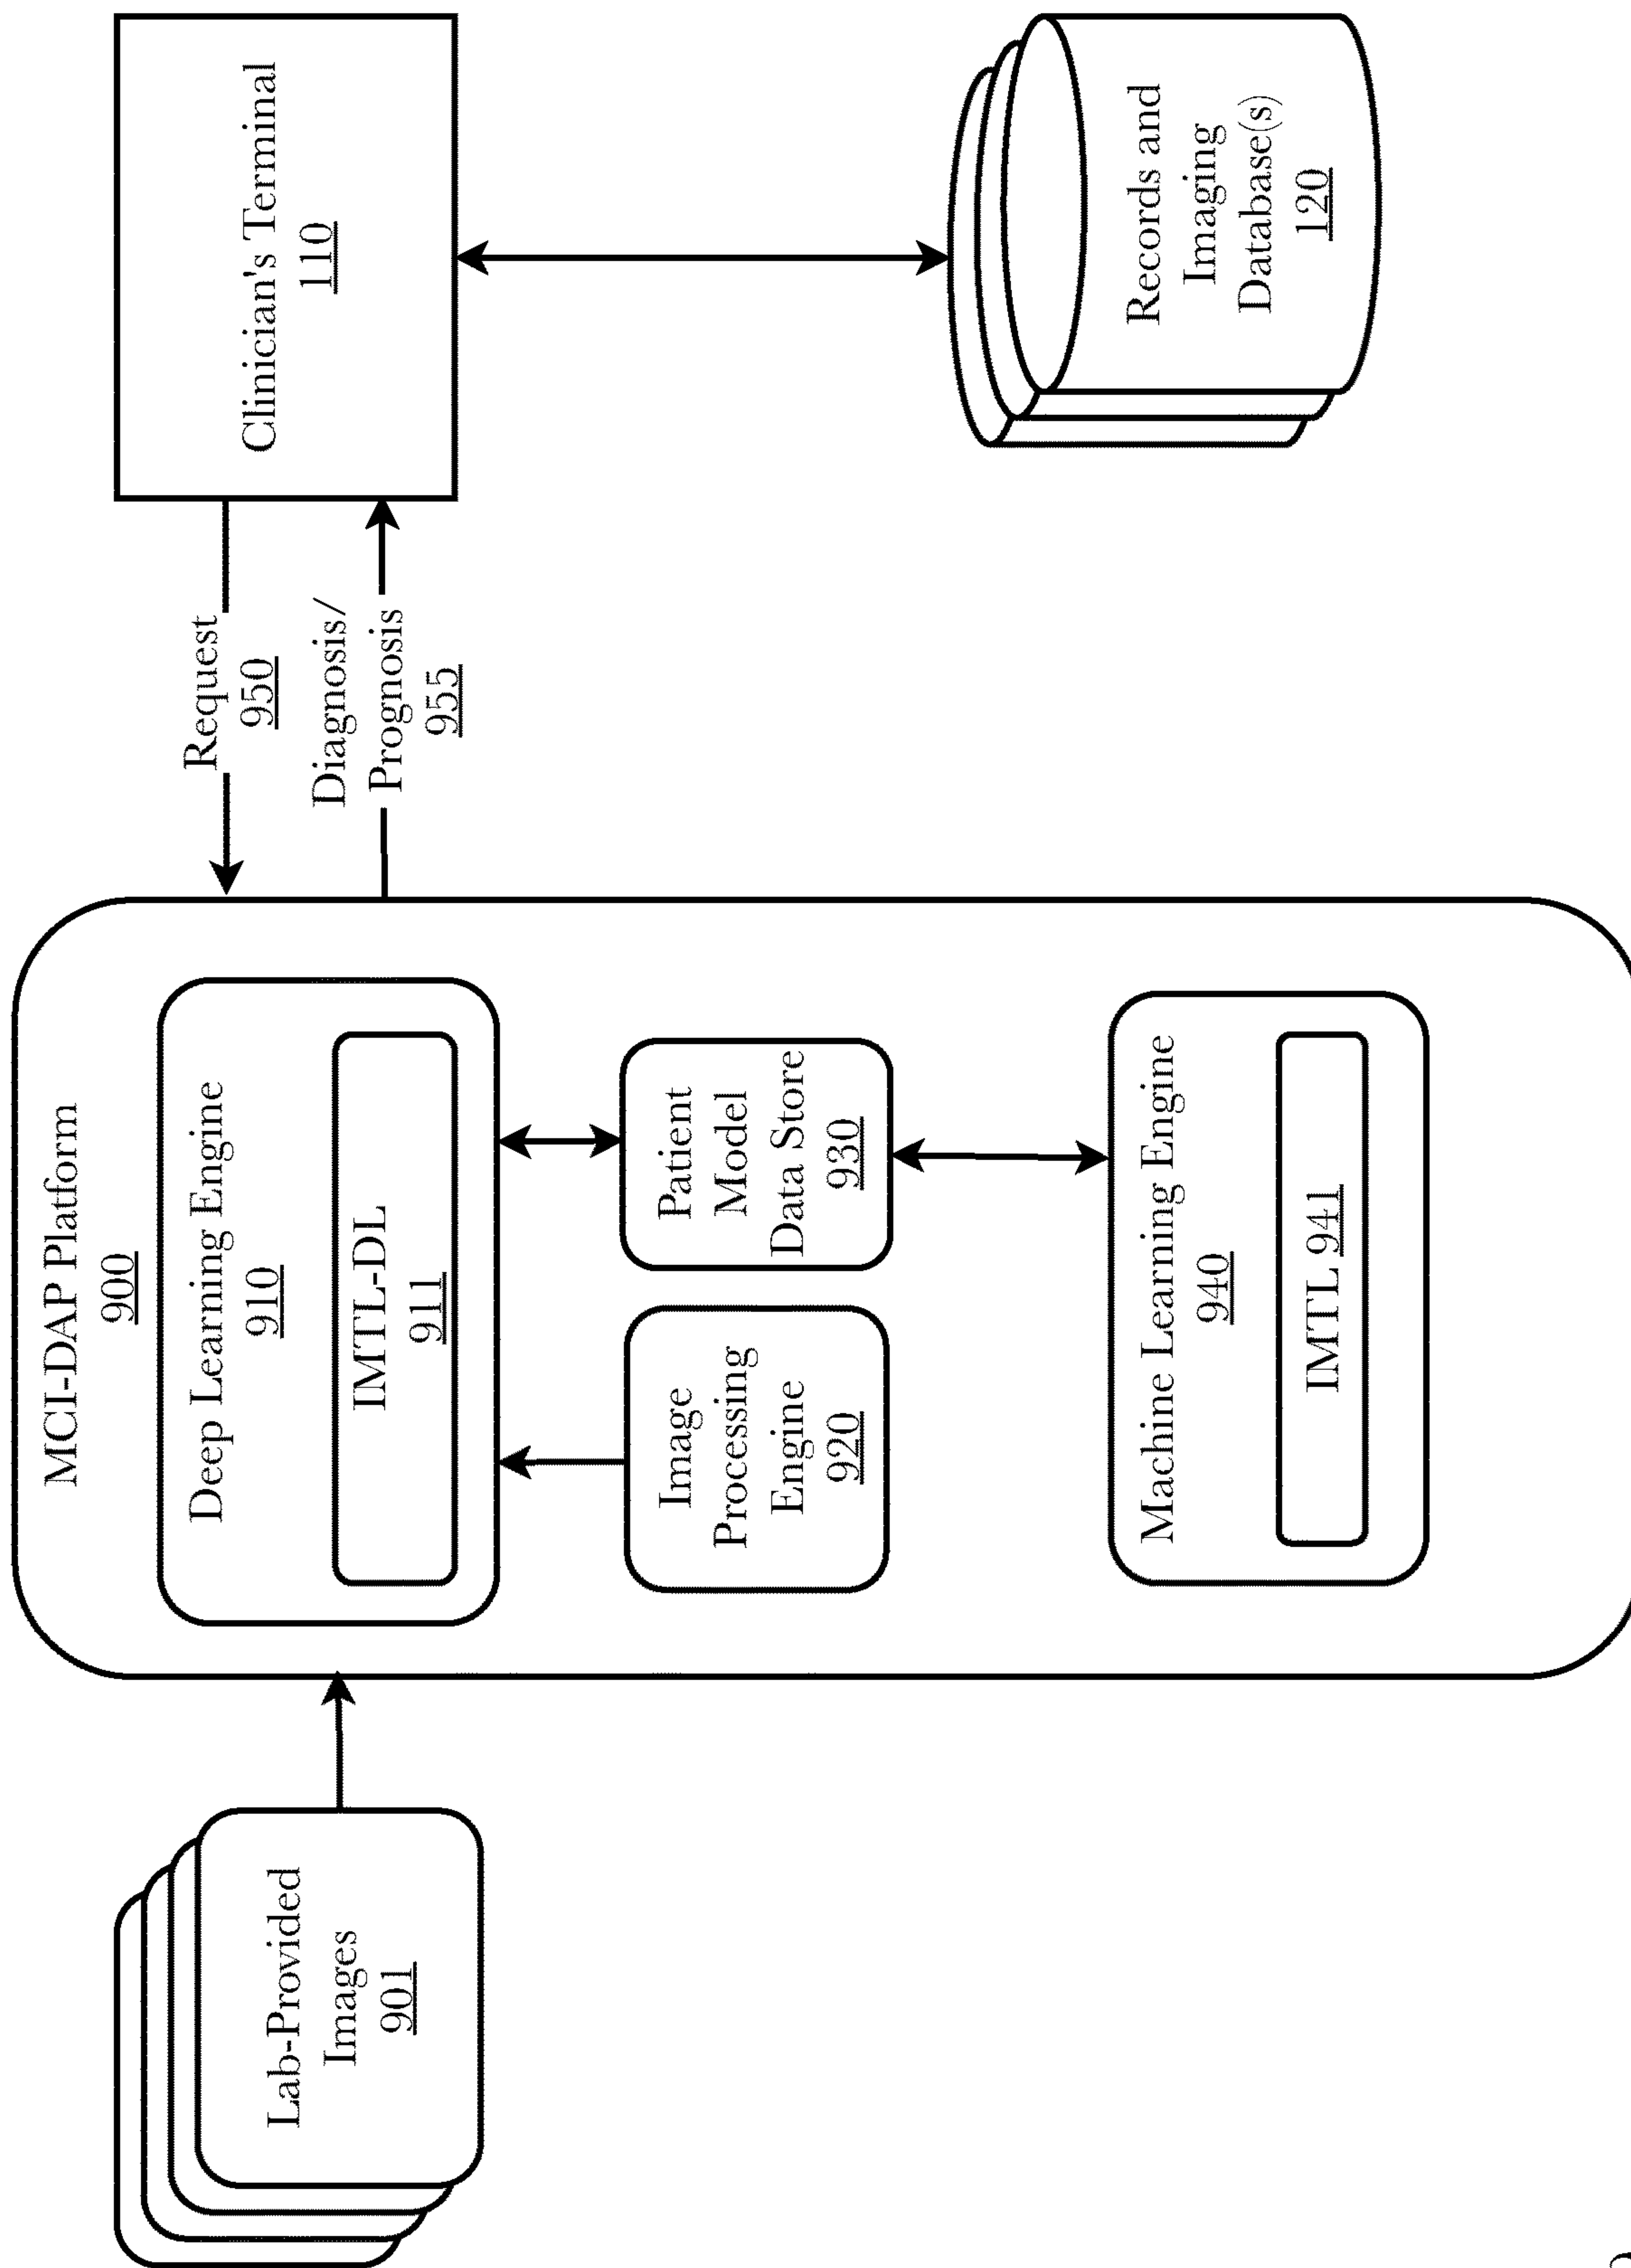 MCI-DAP Platform
900
Deep Learning Engine
910
IMTL-DL
911
Image
Processing
Engine
920
Patient
Model
Data Store
930
Machine Learning Engine
940
IMTL 941
Lab-Provided
Images
901
Request
950
Diagnosis/
Prognosis
955
Clinician's Terminal
110
Records and
Imaging
Database(s)
120